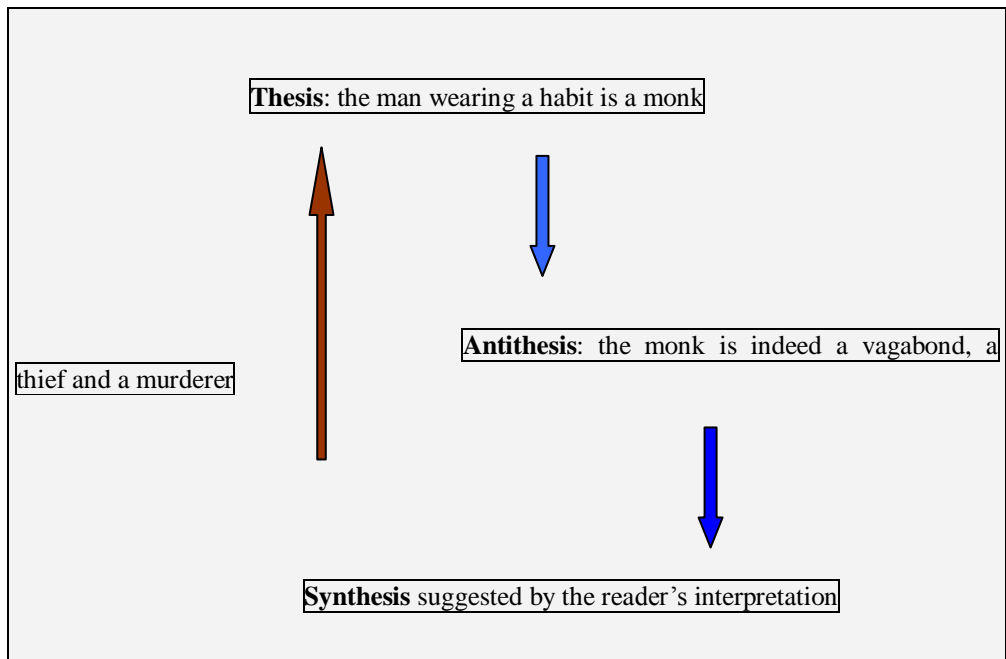 Thesis: the man wearing a habit is a monk
Antithesis: the monk is indeed a vagabond, a
thief and a murderer
Synthesis suggested by the reader's interpretation